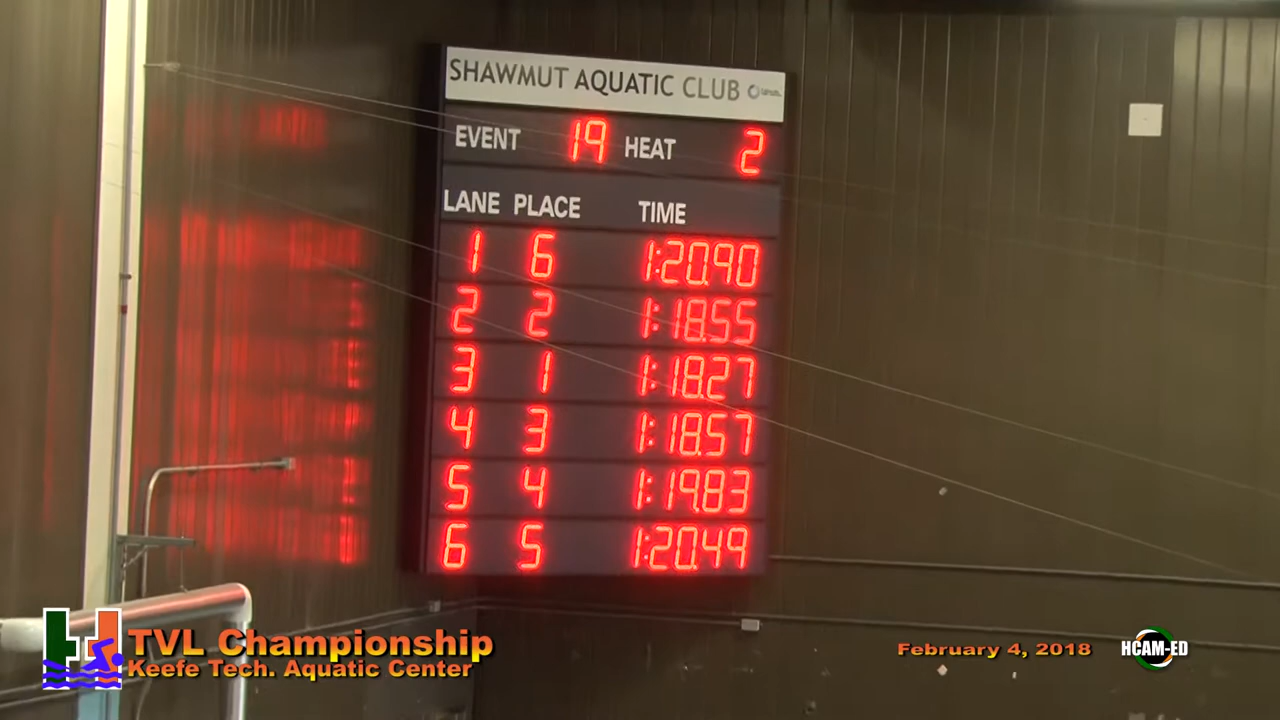 SHAWMUT AQUATIC CLUB
EVENT 19 HEAT 2
LANE PLACE TIME
1 6 1:20.90
2 2 1:18.55
3 1 1:18.27
4 3 1:18.57
5 4 1:19.83
6 5 1:20.49
TVL Championship
Keefe Tech. Aquatic Center
February 4, 2018
HCAM-ED
H